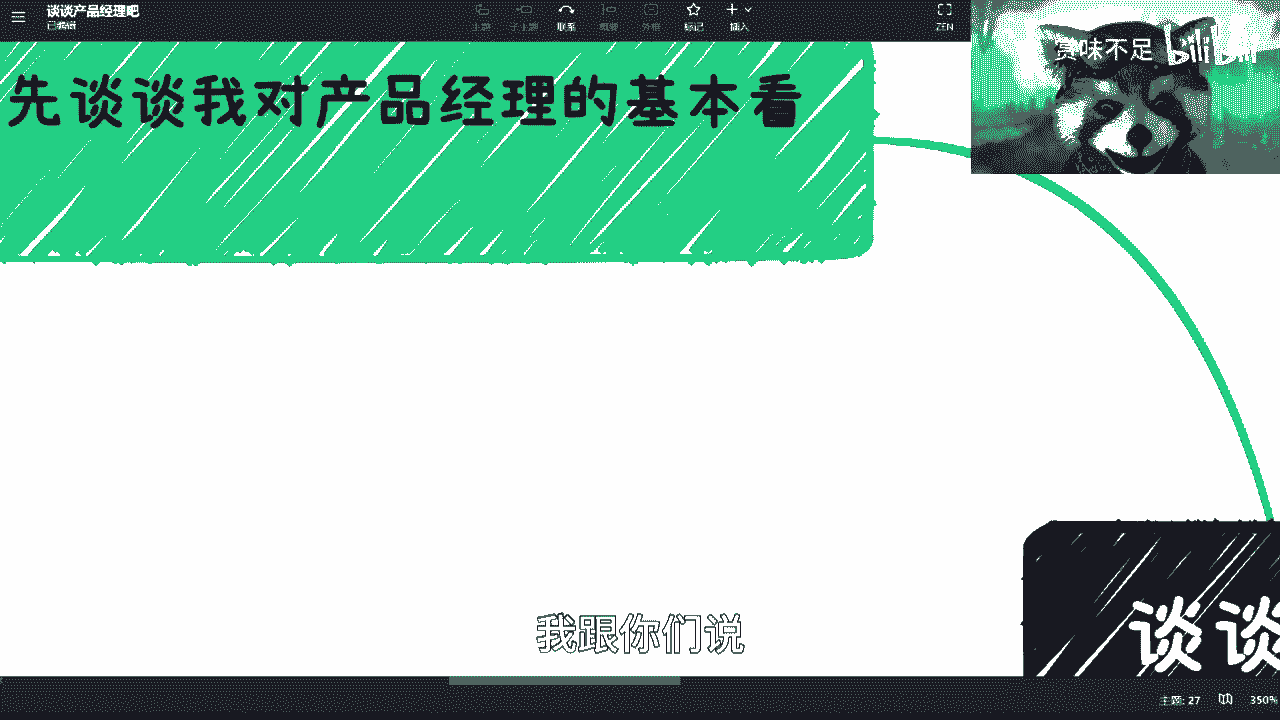 谈谈产品经理吧
已编辑
主题
子主题
联系
概要
外框
标记
插入
ZEN
赏味不足 bilibili
先谈谈我对产品经理的基本看
谈谈
我跟你们说
主题: 27
350%